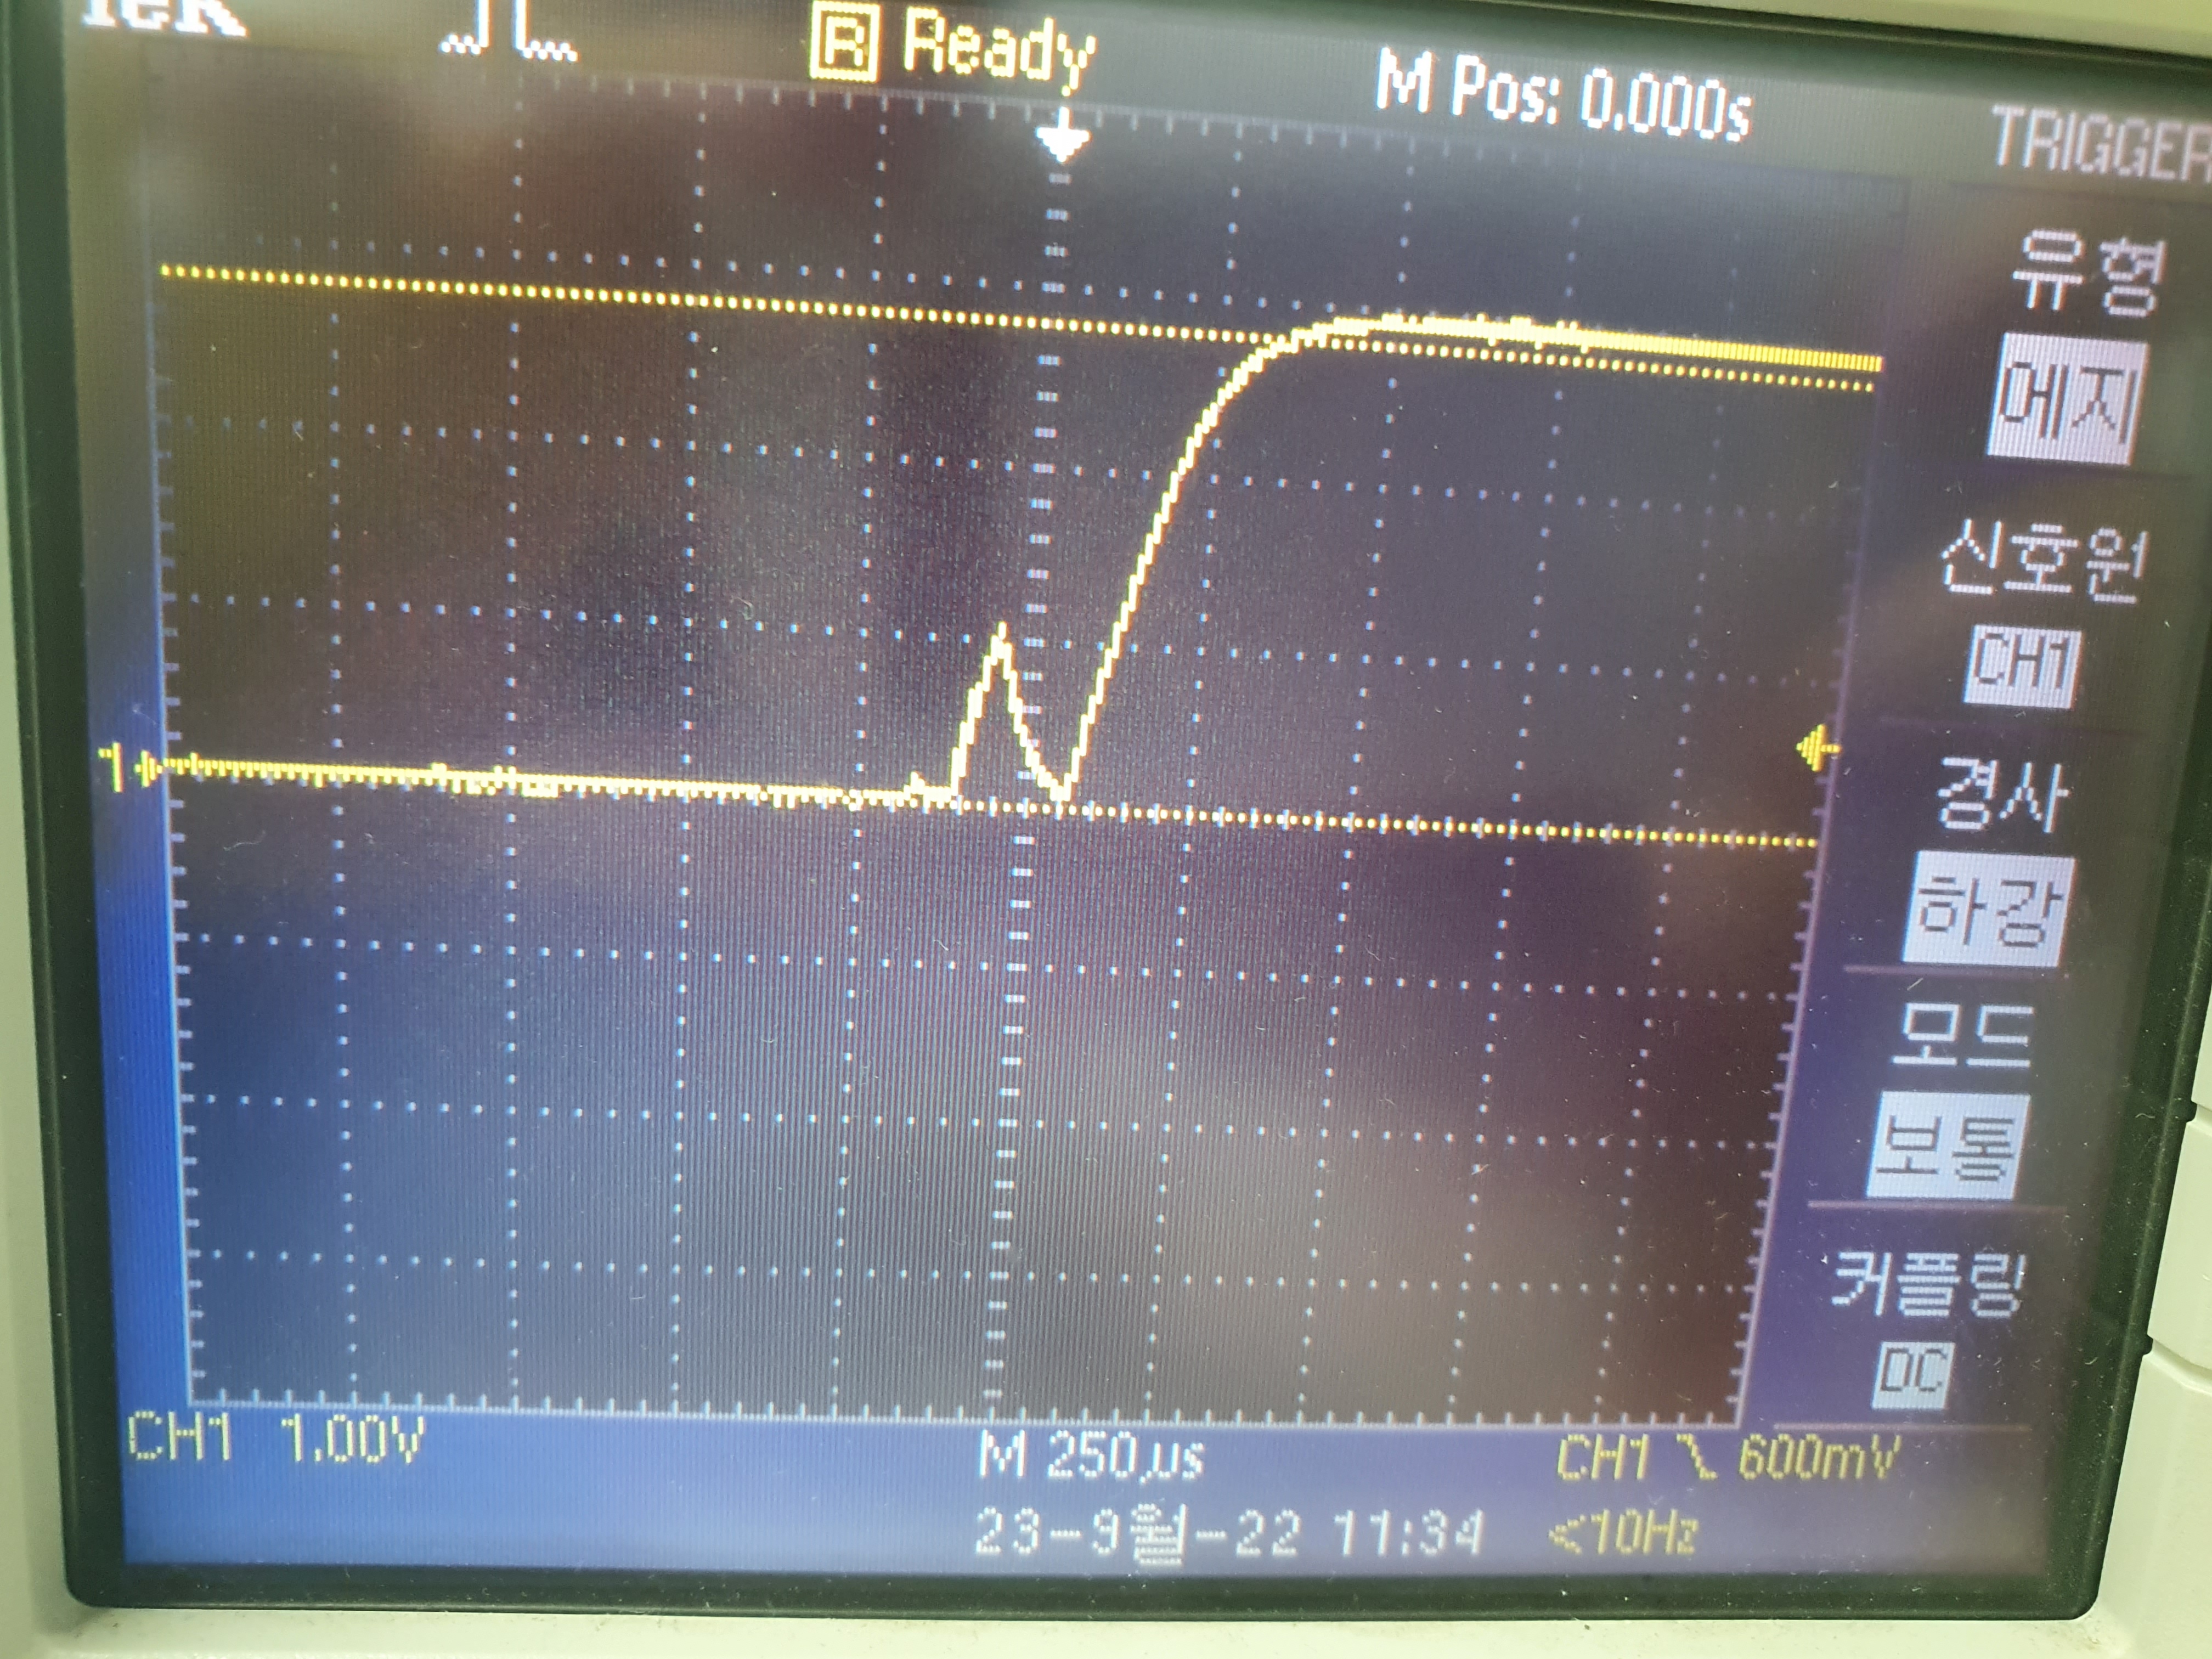 Tek
R Ready
M Pos: 0.000s
TRIGGER
유형
에지
신호원
CH1
경사
하강
모드
보통
커플링
DC
1
CH1 1.00V
M 250µs
CH1 600mV
23-9월-22 11:34
<10Hz